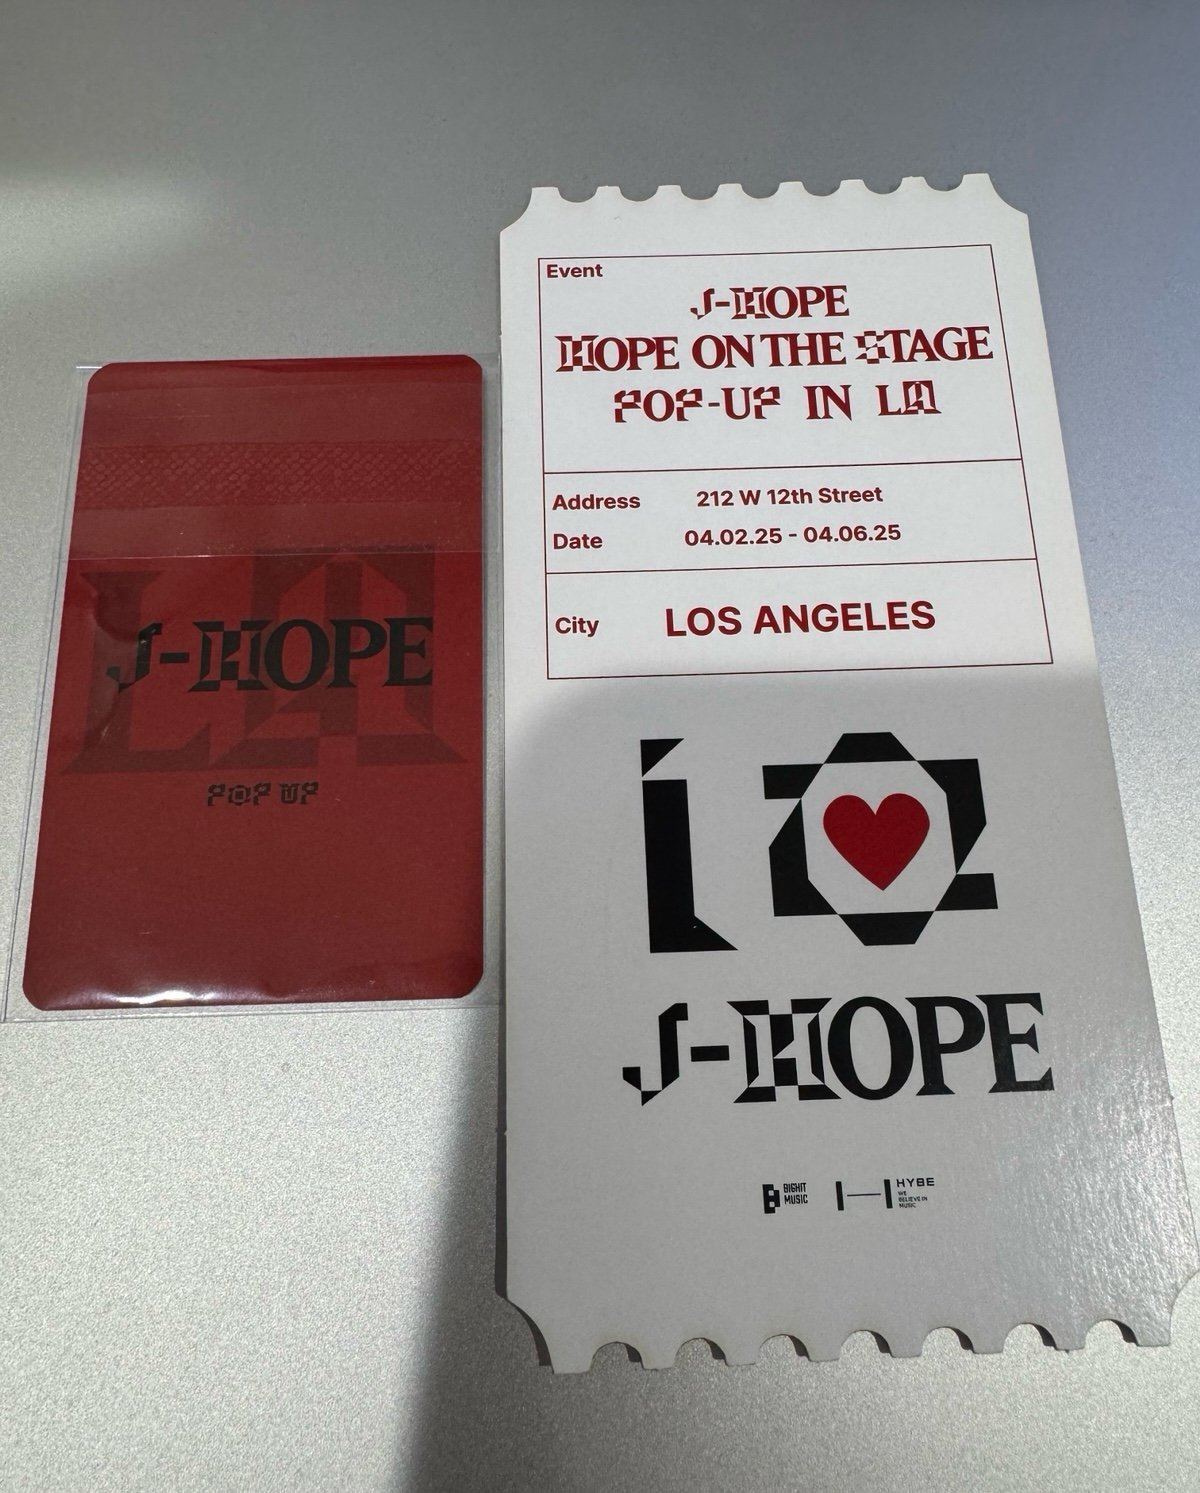 LA
J-HOPE
POP UP
Event
J-HOPE
HOPE ON THE STAGE
POP-UP IN LA
Address 212 W 12th Street
Date 04.02.25 - 04.06.25
City LOS ANGELES
I
J-HOPE
BIGHIT
MUSIC
HYBE
WE
BELIEVE IN
MUSIC